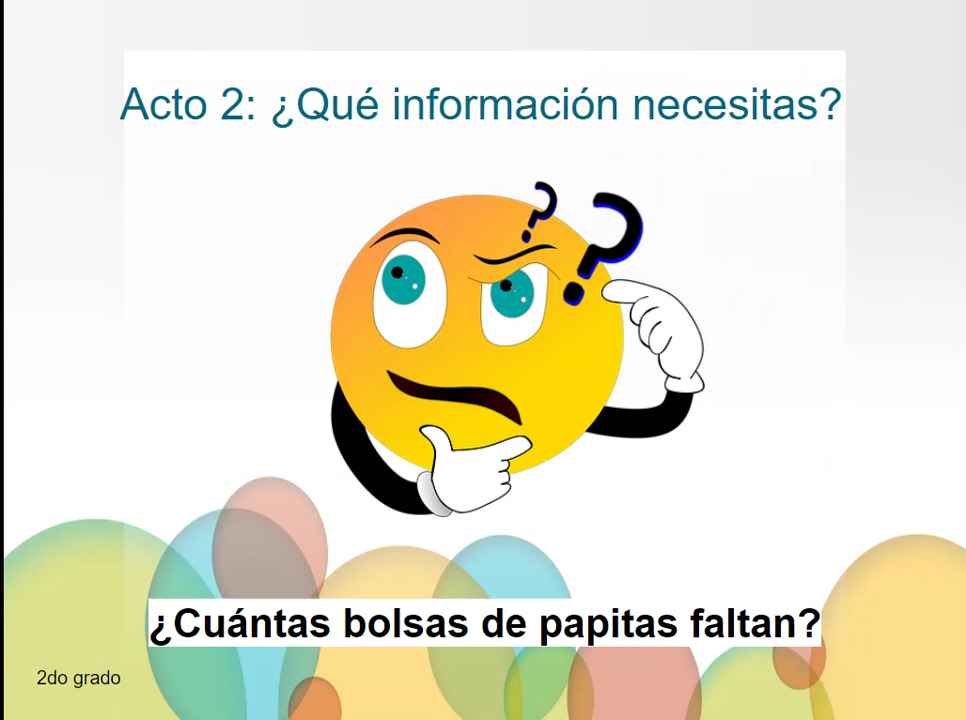 Acto 2: ¿Qué información necesitas?
? ?
¿Cuántas bolsas de papitas faltan?
2do grado